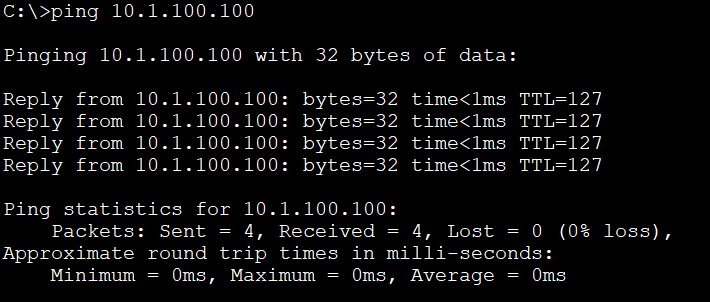 C:\>ping 10.1.100.100
Pinging 10.1.100.100 with 32 bytes of data:
Reply from 10.1.100.100: bytes=32 time<1ms TTL=127
Reply from 10.1.100.100: bytes=32 time<1ms TTL=127
Reply from 10.1.100.100: bytes=32 time<1ms TTL=127
Reply from 10.1.100.100: bytes=32 time<1ms TTL=127
Ping statistics for 10.1.100.100:
    Packets: Sent = 4, Received = 4, Lost = 0 (0% loss),
Approximate round trip times in milli-seconds:
    Minimum = 0ms, Maximum = 0ms, Average = 0ms